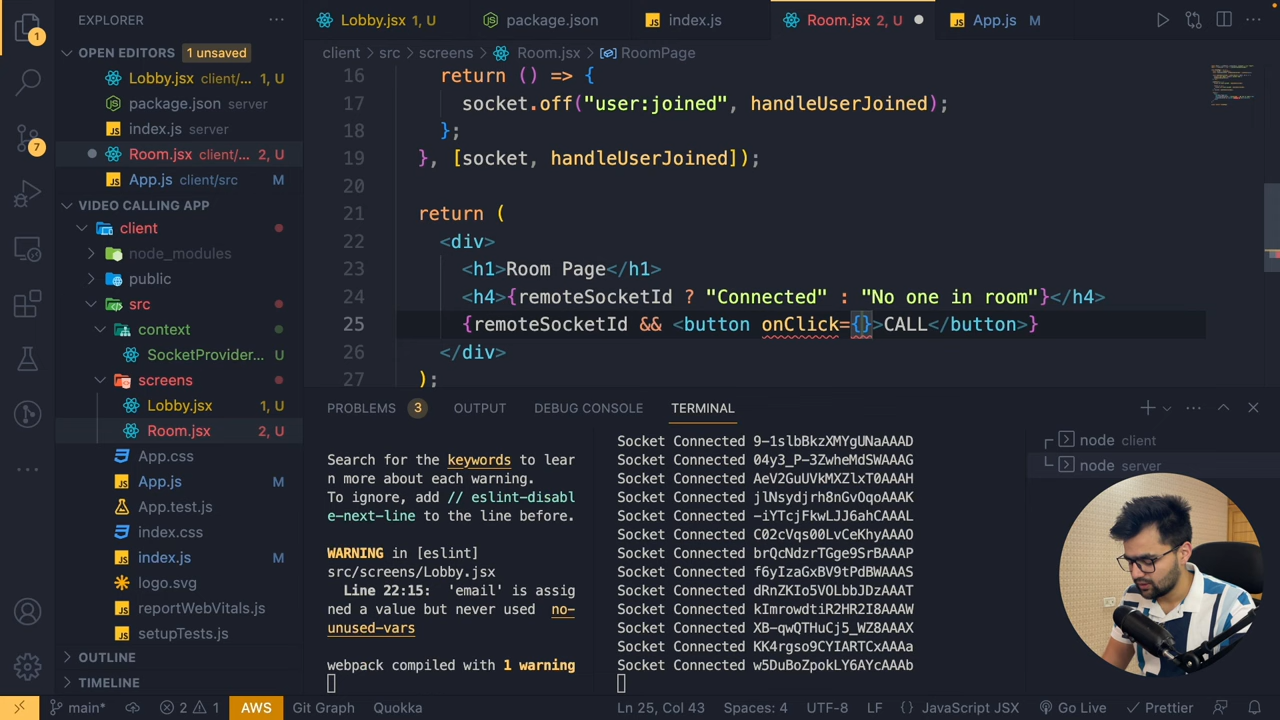 EXPLORER
OPEN EDITORS 1 unsaved
Lobby.jsx client/... 1, U
package.json server
index.js server
Room.jsx client/... 2, U
App.js client/src M
VIDEO CALLING APP
client
node_modules
public
src
context
SocketProvider... U
screens
Lobby.jsx 1, U
Room.jsx 2, U
App.css
App.js M
App.test.js
index.css
index.js M
logo.svg
reportWebVitals.js
setupTests.js
OUTLINE
TIMELINE
1
7
Lobby.jsx 1, U
package.json
index.js
Room.jsx 2, U
App.js M
client > src > screens > Room.jsx > RoomPage
16 return () => {
17 socket.off("user:joined", handleUserJoined);
18 };
19 }, [socket, handleUserJoined]);
20
21 return (
22 <div>
23 <h1>Room Page</h1>
24 <h4>{remoteSocketId ? "Connected" : "No one in room"}</h4>
25 {remoteSocketId && <button onClick={}>CALL</button>}
26 </div>
27 );
PROBLEMS 3 OUTPUT DEBUG CONSOLE TERMINAL
Search for the keywords to lear
n more about each warning.
To ignore, add // eslint-disabl
e-next-line to the line before.
WARNING in [eslint]
src/screens/Lobby.jsx
Line 22:15: 'email' is assig
ned a value but never used no-
unused-vars
webpack compiled with 1 warning
Socket Connected 9-1slbBkzXMYgUNaAAAD
Socket Connected 04y3_P-3ZwheMdSWAAAG
Socket Connected AeV2GuUVkMXZlxT0AAAH
Socket Connected jlNsydjrh8nGvOqoAAAK
Socket Connected -iYTcjFkwLJJ6ahCAAAL
Socket Connected C02cVqs00LvCeKhyAAAO
Socket Connected brQcNdzrTGge9SrBAAAP
Socket Connected f6yIzaGxBV9tPdBWAAAS
Socket Connected dRnZKIo5VOLbbJDzAAAT
Socket Connected kImrowdtiR2HR2I8AAAW
Socket Connected XB-qwQTHuCj5_WZ8AAAX
Socket Connected KK4rgso9CYIARTCxAAAa
Socket Connected w5DuBoZpokLY6AYcAAAb
node client
node server
main* 2 1 AWS Git Graph Quokka Ln 25, Col 43 Spaces: 4 UTF-8 LF {} JavaScript JSX Go Live Prettier